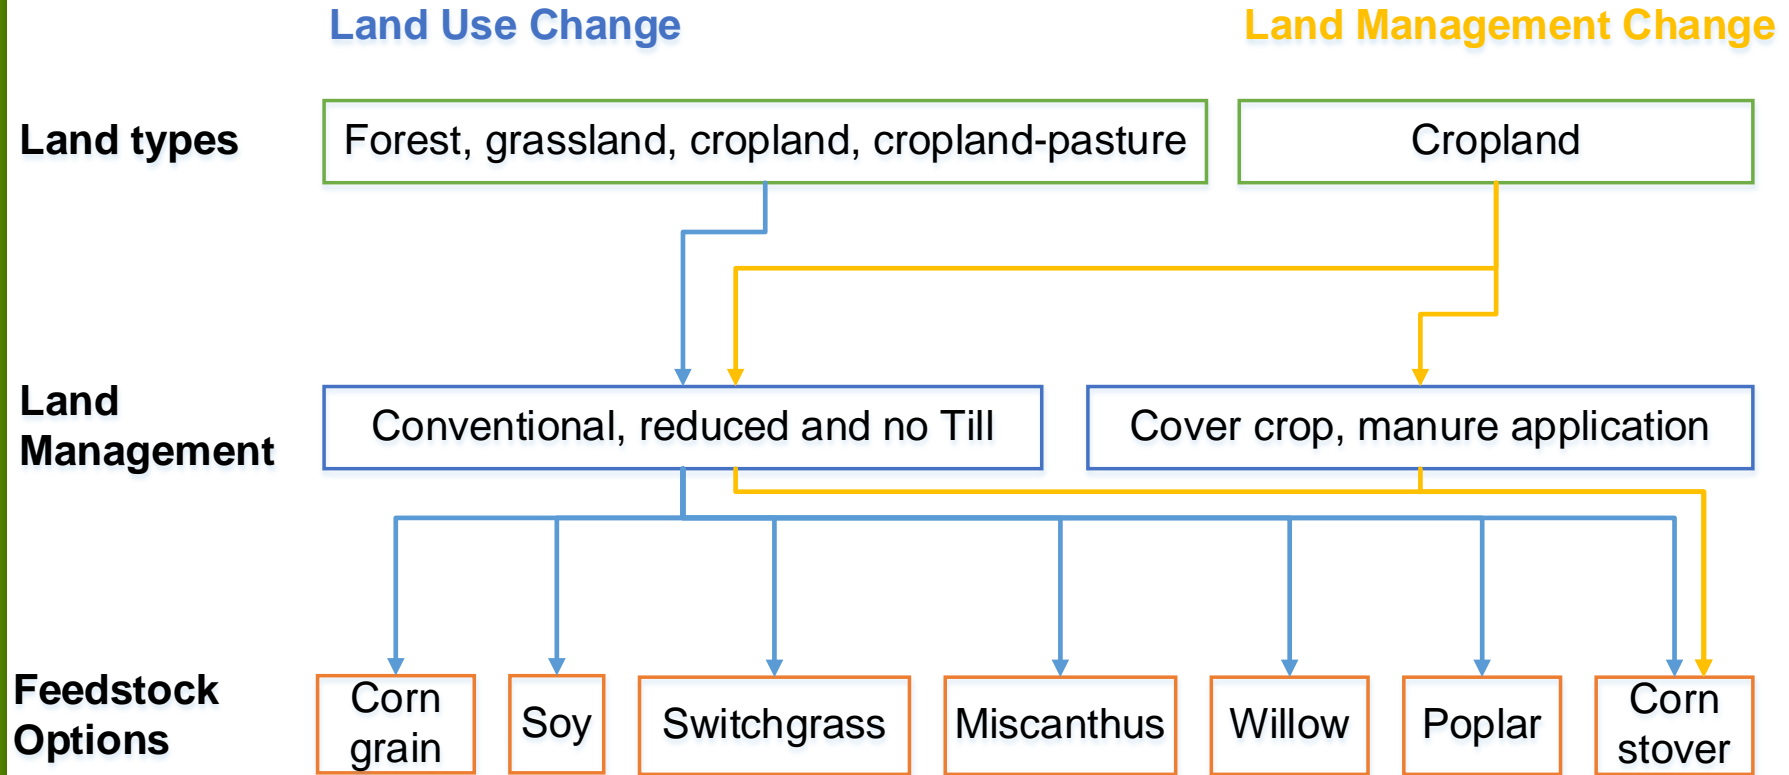 Land Use Change
Land Management Change
Land types
Forest, grassland, cropland, cropland-pasture
Cropland
Land
Management
Conventional, reduced and no Till
Cover crop, manure application
Feedstock
Options
Corn
grain
Soy
Switchgrass
Miscanthus
Willow
Poplar
Corn
stover